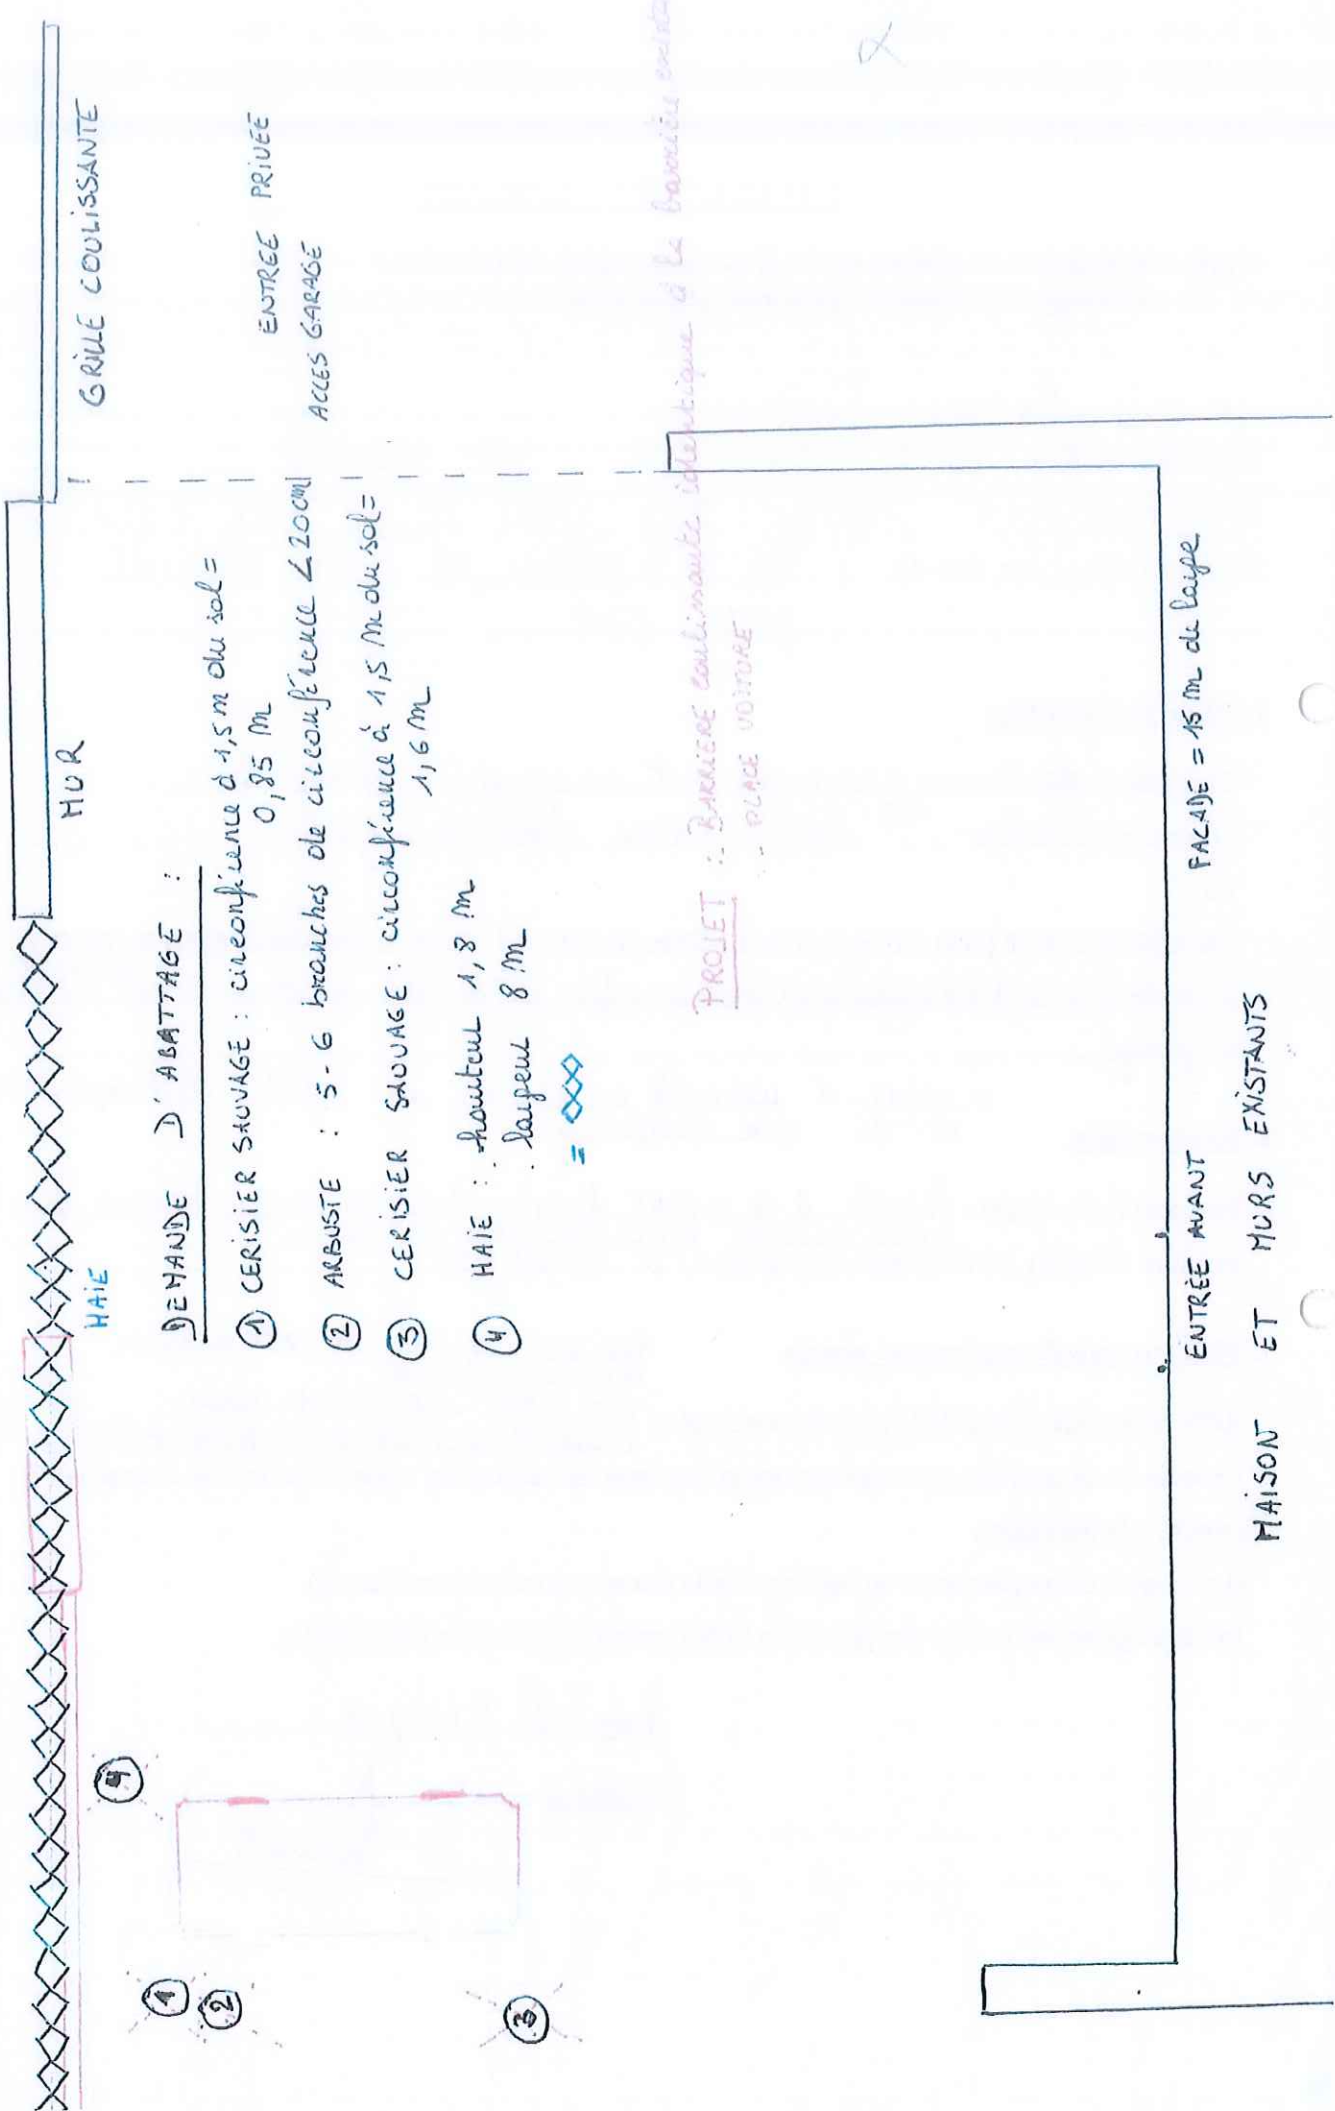 GRILLE COULISSANTE
ENTREE PRIVEE
ACCES GARAGE
MUR
HAIE
DEMANDE D'ABATTAGE :
① CERISIER SAUVAGE : circonférence à 1,5 m du sol =
0,85 m
② ARBUSTE : 5-6 branches de circonférence < 20cm
③ CERISIER SAUVAGE : circonférence à 1,5 m du sol =
1,6 m
④ HAIE : . hauteur 1,8 m
. largeur 8 m
=
PROJET : - BARRIERE coulissante identique à la barrière
- PLACE VOITURE
④
①
②
③
ENTRÉE AVANT
FACADE = 15 m de large
MAISON ET MURS EXISTANTS